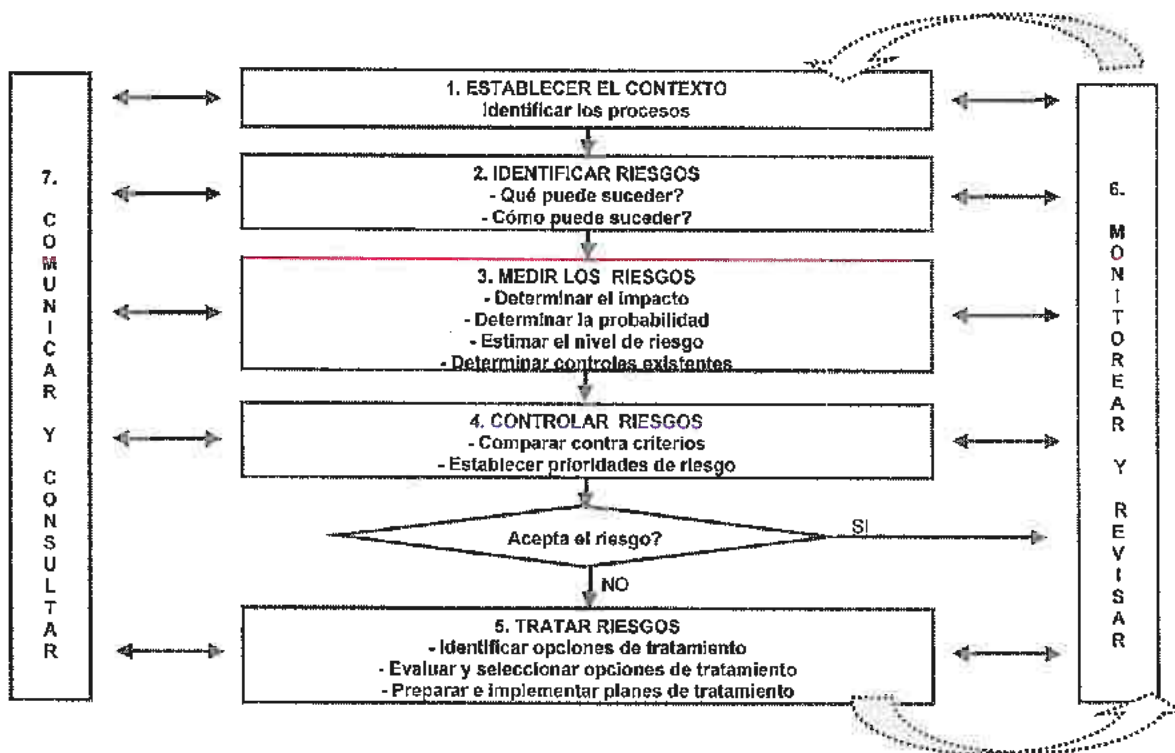 1. ESTABLECER EL CONTEXTO
Identificar los procesos
2. IDENTIFICAR RIESGOS
- Qué puede suceder?
- Cómo puede suceder?
3. MEDIR LOS RIESGOS
- Determinar el impacto
- Determinar la probabilidad
- Estimar el nivel de riesgo
- Determinar controlas existentes
4. CONTROLAR RIESGOS
- Comparar contra criterios
- Establecer prioridades de riesgo
Acepta el riesgo?
SI
NO
5. TRATAR RIESGOS
- Identificar opciones de tratamiento
- Evaluar y seleccionar opciones de tratamiento
- Preparar e implementar planes de tratamiento
6. MONITOREAR Y REVISAR
7. COMUNICAR Y CONSULTAR